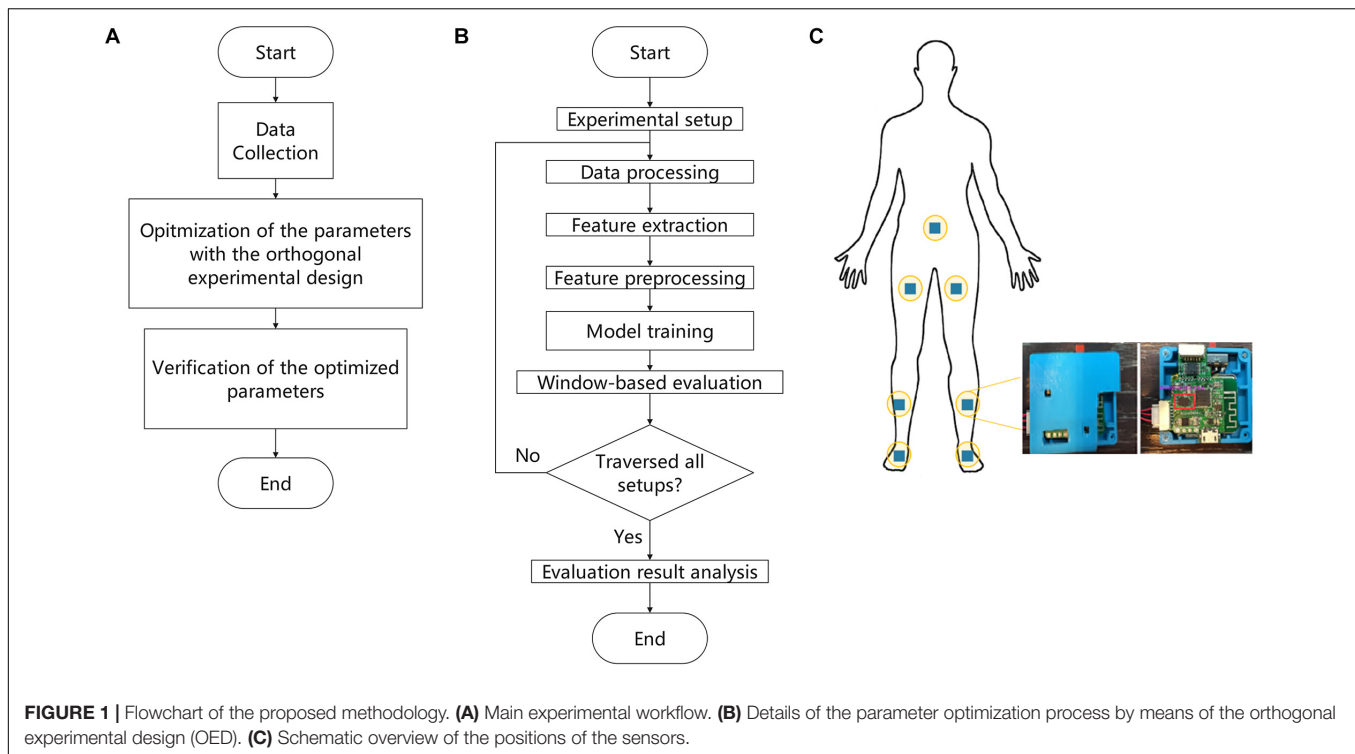 A
Start
Data
Collection
Opitmization of the parameters
with the orthogonal
experimental design
Verification of the optimized
parameters
End
B
Start
Experimental setup
Data processing
Feature extraction
Feature preprocessing
Model training
Window-based evaluation
No
Traversed all
setups?
Yes
Evaluation result analysis
End
C
FIGURE 1 | Flowchart of the proposed methodology. (A) Main experimental workflow. (B) Details of the parameter optimization process by means of the orthogonal
experimental design (OED). (C) Schematic overview of the positions of the sensors.